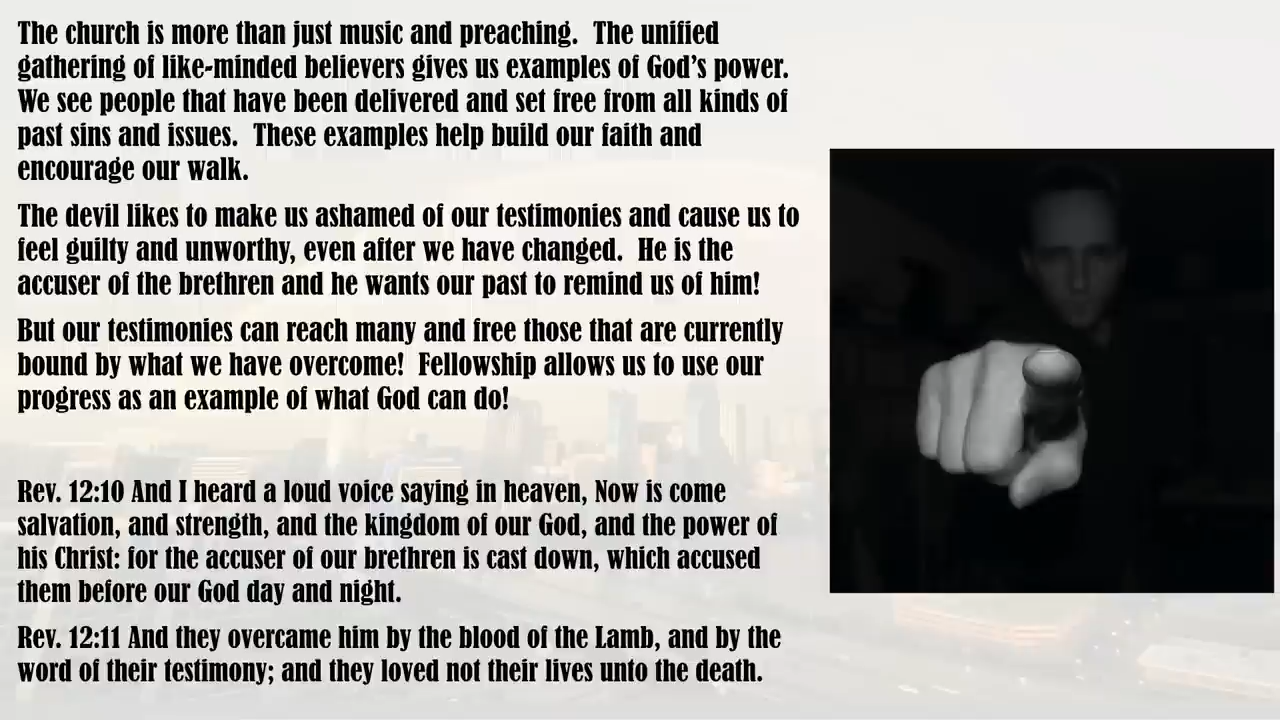 The church is more than just music and preaching.  The unified
gathering of like-minded believers gives us examples of God’s power.
We see people that have been delivered and set free from all kinds of
past sins and issues.  These examples help build our faith and
encourage our walk.
The devil likes to make us ashamed of our testimonies and cause us to
feel guilty and unworthy, even after we have changed.  He is the
accuser of the brethren and he wants our past to remind us of him!
But our testimonies can reach many and free those that are currently
bound by what we have overcome!  Fellowship allows us to use our
progress as an example of what God can do!
Rev. 12:10 And I heard a loud voice saying in heaven, Now is come
salvation, and strength, and the kingdom of our God, and the power of
his Christ: for the accuser of our brethren is cast down, which accused
them before our God day and night.
Rev. 12:11 And they overcame him by the blood of the Lamb, and by the
word of their testimony; and they loved not their lives unto the death.